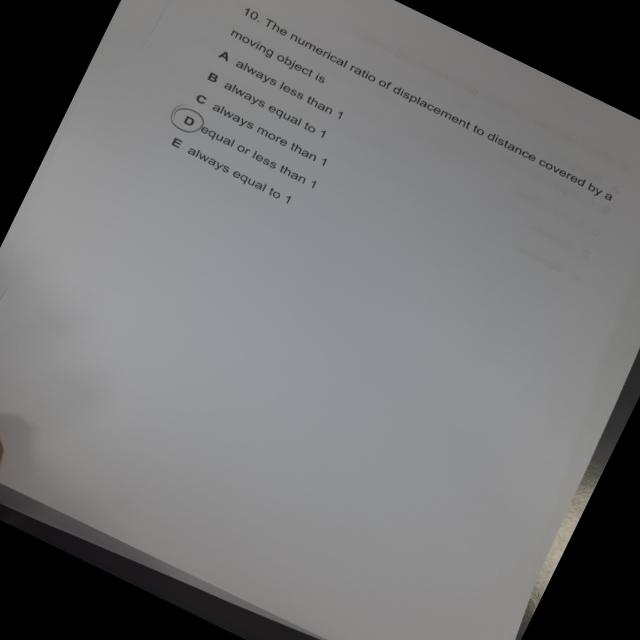 10. The numerical ratio of displacement to distance covered by a
moving object is
A always less than 1
B always equal to 1
C always more than 1
D equal or less than 1
E always equal to 1